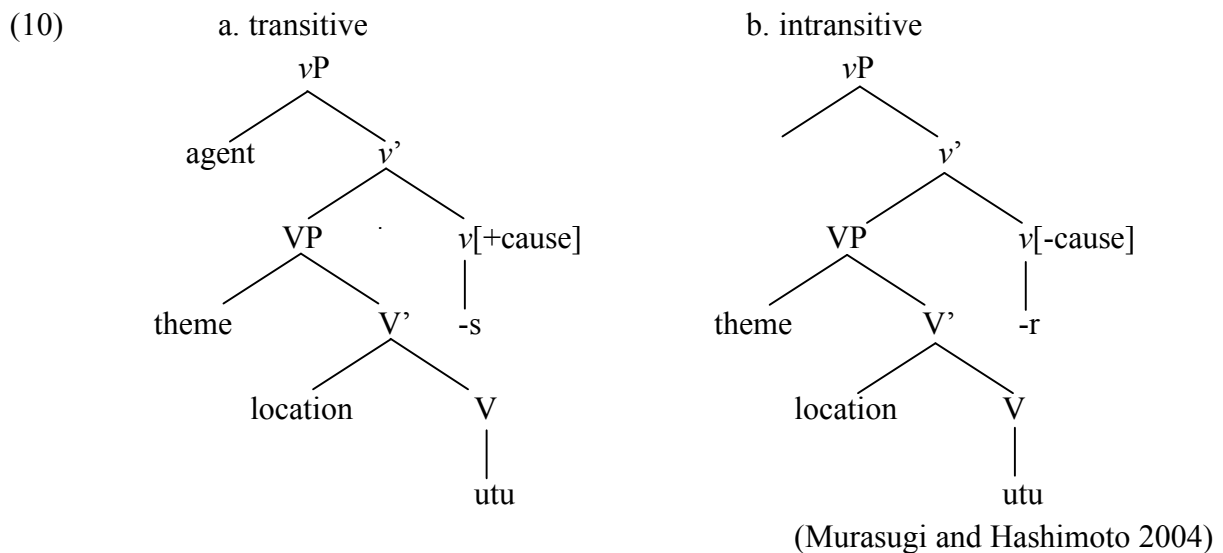 (10) a. transitive b. intransitive
vP vP
agent v’ v’
VP v[+cause] VP v[-cause]
theme V’ -s theme V’ -r
location V location V
utu utu
(Murasugi and Hashimoto 2004)